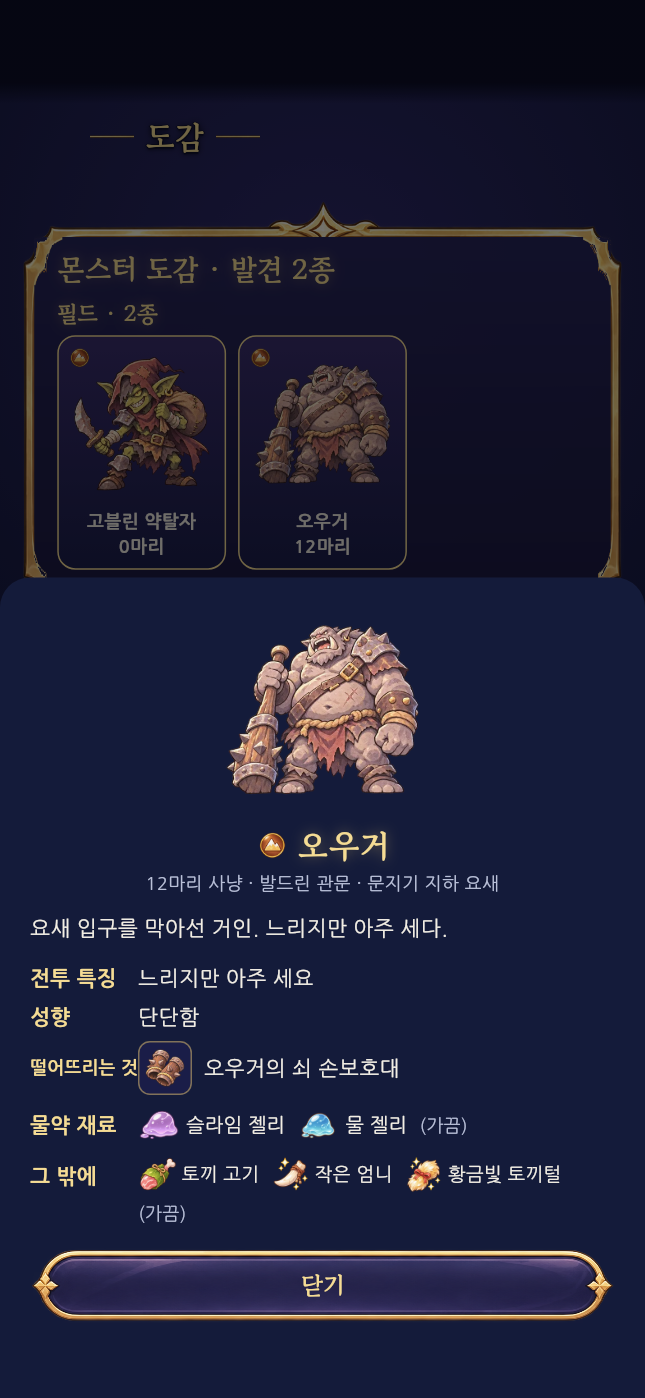 도감
몬스터 도감 · 발견 2종
필드 · 2종
고블린 약탈자
0마리
오우거
12마리
오우거
12마리 사냥 · 발드린 관문 · 문지기 지하 요새
요새 입구를 막아선 거인. 느리지만 아주 세다.
전투 특징 느리지만 아주 세요
성향 단단함
떨어뜨리는 것 오우거의 쇠 손보호대
물약 재료 슬라임 젤리 물 젤리 (가끔)
그 밖에 토끼 고기 작은 엄니 황금빛 토끼털
(가끔)
닫기